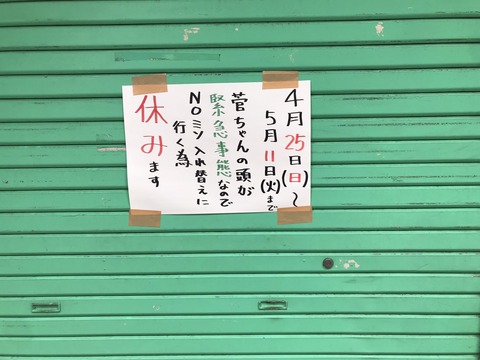 4月25日(日)〜
5月11日(火)まで
菅ちゃんの頭が
緊急事態なので
NOミソ入れ替えに
行く為
休みます